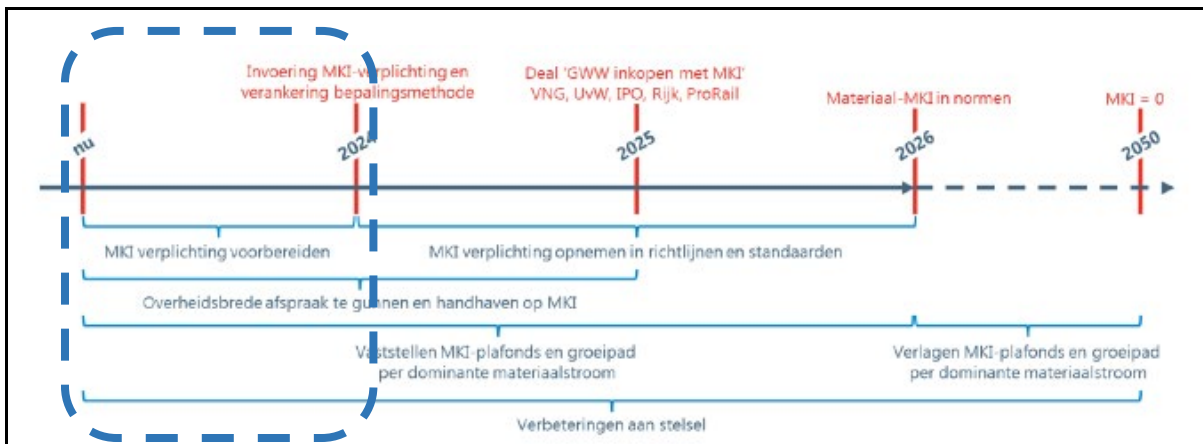 Invoering MKI-verplichting en
verankering bepalingsmethode
Deal 'GWW inkopen met MKI'
VNG, UvW, IPO, Rijk, ProRail
Materiaal-MKI in normen
MKI = 0
nu
2024
2025
2026
2050
MKI verplichting voorbereiden
MKI verplichting opnemen in richtlijnen en standaarden
Overheidsbrede afspraak te gunnen en handhaven op MKI
Vaststellen MKI-plafonds en groeipad
per dominante materiaalstroom
Verlagen MKI-plafonds en groeipad
per dominante materiaalstroom
Verbeteringen aan stelsel